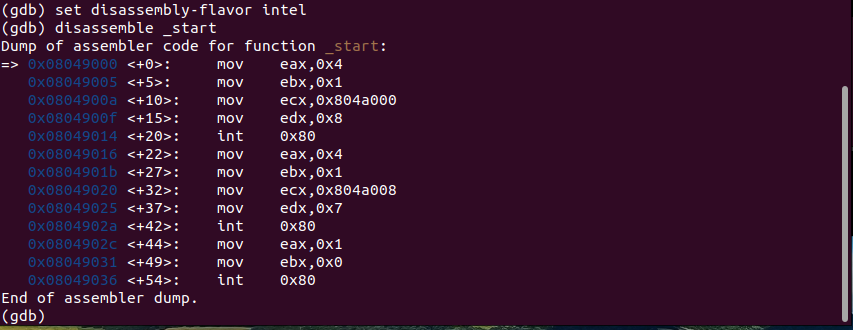 (gdb) set disassembly-flavor intel
(gdb) disassemble _start
Dump of assembler code for function _start:
=> 0x08049000 <+0>:     mov    eax,0x4
   0x08049005 <+5>:     mov    ebx,0x1
   0x0804900a <+10>:    mov    ecx,0x804a000
   0x0804900f <+15>:    mov    edx,0x8
   0x08049014 <+20>:    int    0x80
   0x08049016 <+22>:    mov    eax,0x4
   0x0804901b <+27>:    mov    ebx,0x1
   0x08049020 <+32>:    mov    ecx,0x804a008
   0x08049025 <+37>:    mov    edx,0x7
   0x0804902a <+42>:    int    0x80
   0x0804902c <+44>:    mov    eax,0x1
   0x08049031 <+49>:    mov    ebx,0x0
   0x08049036 <+54>:    int    0x80
End of assembler dump.
(gdb)